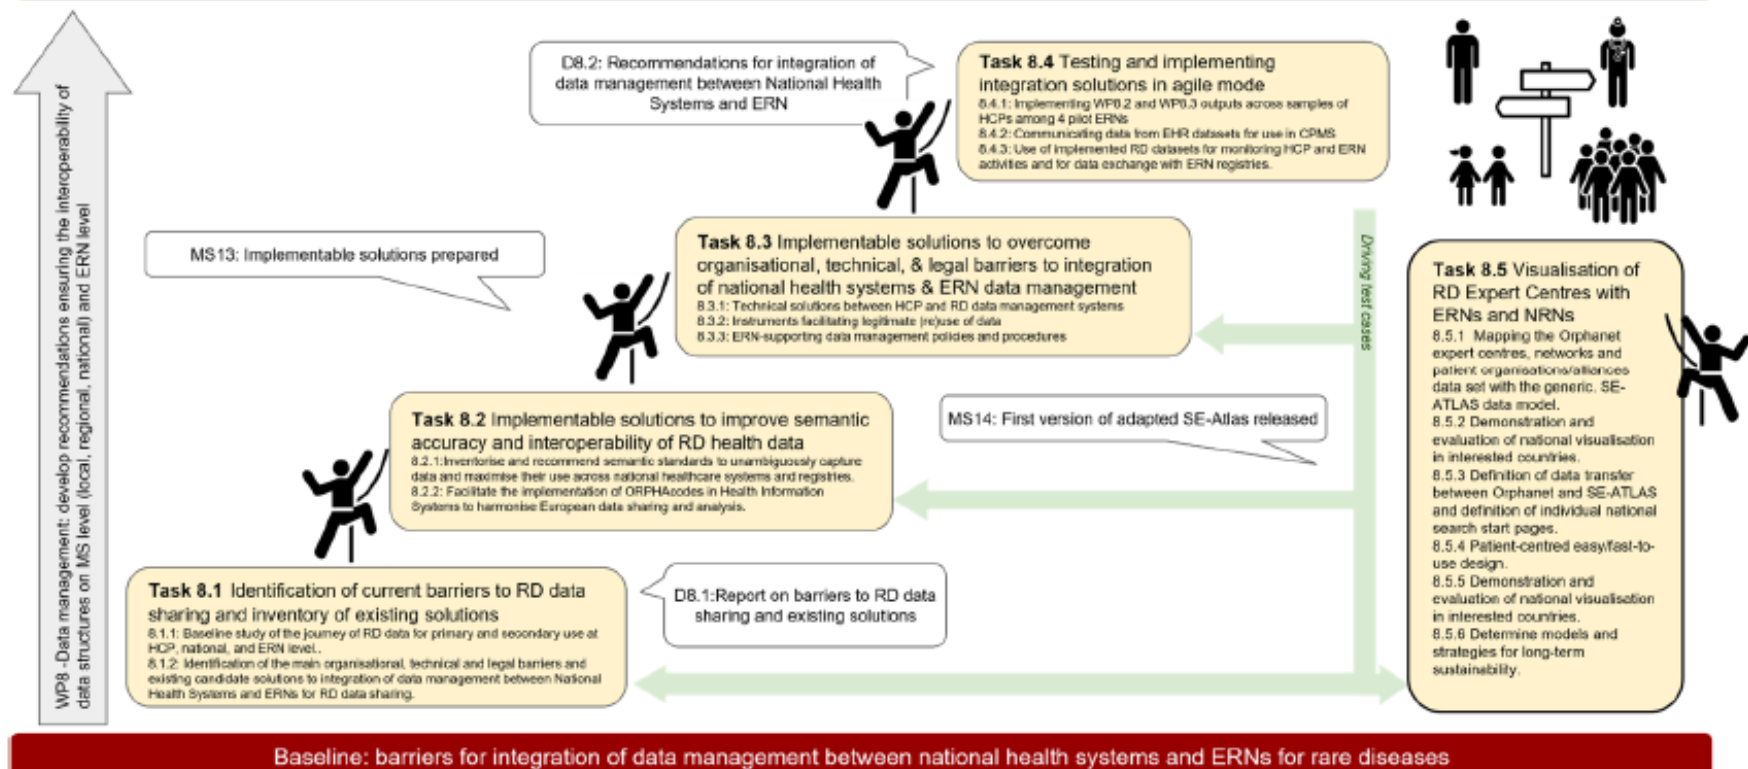 WP8 -Data management: develop recommendations ensuring the interoperability of
data structures on MS level (local, regional, national) and ERN level
D8.2: Recommendations for integration of
data management between National Health
Systems and ERN
Task 8.4 Testing and implementing
integration solutions in agile mode
8.4.1: Implementing WP8.2 and WP8.3 outputs across samples of
HCPs among 4 pilot ERNs
8.4.2: Communicating data from EHR datasets for use in CPMS
8.4.3: Use of implemented RD datasets for monitoring HCP and ERN
activities and for data exchange with ERN registries.
MS13: Implementable solutions prepared
Task 8.3 Implementable solutions to overcome
organisational, technical, & legal barriers to integration
of national health systems & ERN data management
8.3.1: Technical solutions between HCP and RD data management systems
8.3.2: Instruments facilitating legitimate (re)use of data
8.3.3: ERN-supporting data management policies and procedures
Driving test cases
Task 8.2 Implementable solutions to improve semantic
accuracy and interoperability of RD health data
8.2.1:Inventorise and recommend semantic standards to unambiguously capture
data and maximise their use across national healthcare systems and registries.
8.2.2: Facilitate the implementation of ORPHAcodes in Health Information
Systems to harmonise European data sharing and analysis.
MS14: First version of adapted SE-Atlas released
Task 8.1 Identification of current barriers to RD data
sharing and inventory of existing solutions
8.1.1: Baseline study of the journey of RD data for primary and secondary use at
HCP, national, and ERN level..
8.1.2: Identification of the main organisational, technical and legal barriers and
existing candidate solutions to integration of data management between National
Health Systems and ERNs for RD data sharing.
D8.1:Report on barriers to RD data
sharing and existing solutions
Task 8.5 Visualisation of
RD Expert Centres with
ERNs and NRNs
8.5.1 Mapping the Orphanet
expert centres, networks and
patient organisations/alliances
data set with the generic. SE-
ATLAS data model.
8.5.2 Demonstration and
evaluation of national visualisation
in interested countries.
8.5.3 Definition of data transfer
between Orphanet and SE-ATLAS
and definition of individual national
search start pages.
8.5.4 Patient-centred easy/fast-to-
use design.
8.5.5 Demonstration and
evaluation of national visualisation
in interested countries.
8.5.6 Determine models and
strategies for long-term
sustainability.
Baseline: barriers for integration of data management between national health systems and ERNs for rare diseases